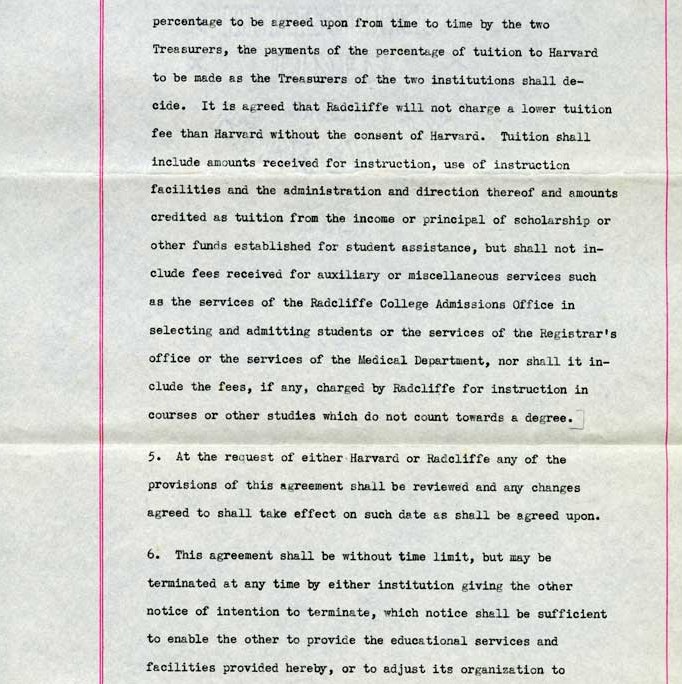 percentage to be agreed upon from time to time by the two
Treasurers, the payments of the percentage of tuition to Harvard
to be made as the Treasurers of the two institutions shall de-
cide.  It is agreed that Radcliffe will not charge a lower tuition
fee than Harvard without the consent of Harvard.  Tuition shall
include amounts received for instruction, use of instruction
facilities and the administration and direction thereof and amounts
credited as tuition from the income or principal of scholarship or
other funds established for student assistance, but shall not in-
clude fees received for auxiliary or miscellaneous services such
as the services of the Radcliffe College Admissions Office in
selecting and admitting students or the services of the Registrar's
office or the services of the Medical Department, nor shall it in-
clude the fees, if any, charged by Radcliffe for instruction in
courses or other studies which do not count towards a degree.]
5.  At the request of either Harvard or Radcliffe any of the
provisions of this agreement shall be reviewed and any changes
agreed to shall take effect on such date as shall be agreed upon.
6.  This agreement shall be without time limit, but may be
terminated at any time by either institution giving the other
notice of intention to terminate, which notice shall be sufficient
to enable the other to provide the educational services and
facilities provided hereby, or to adjust its organization to